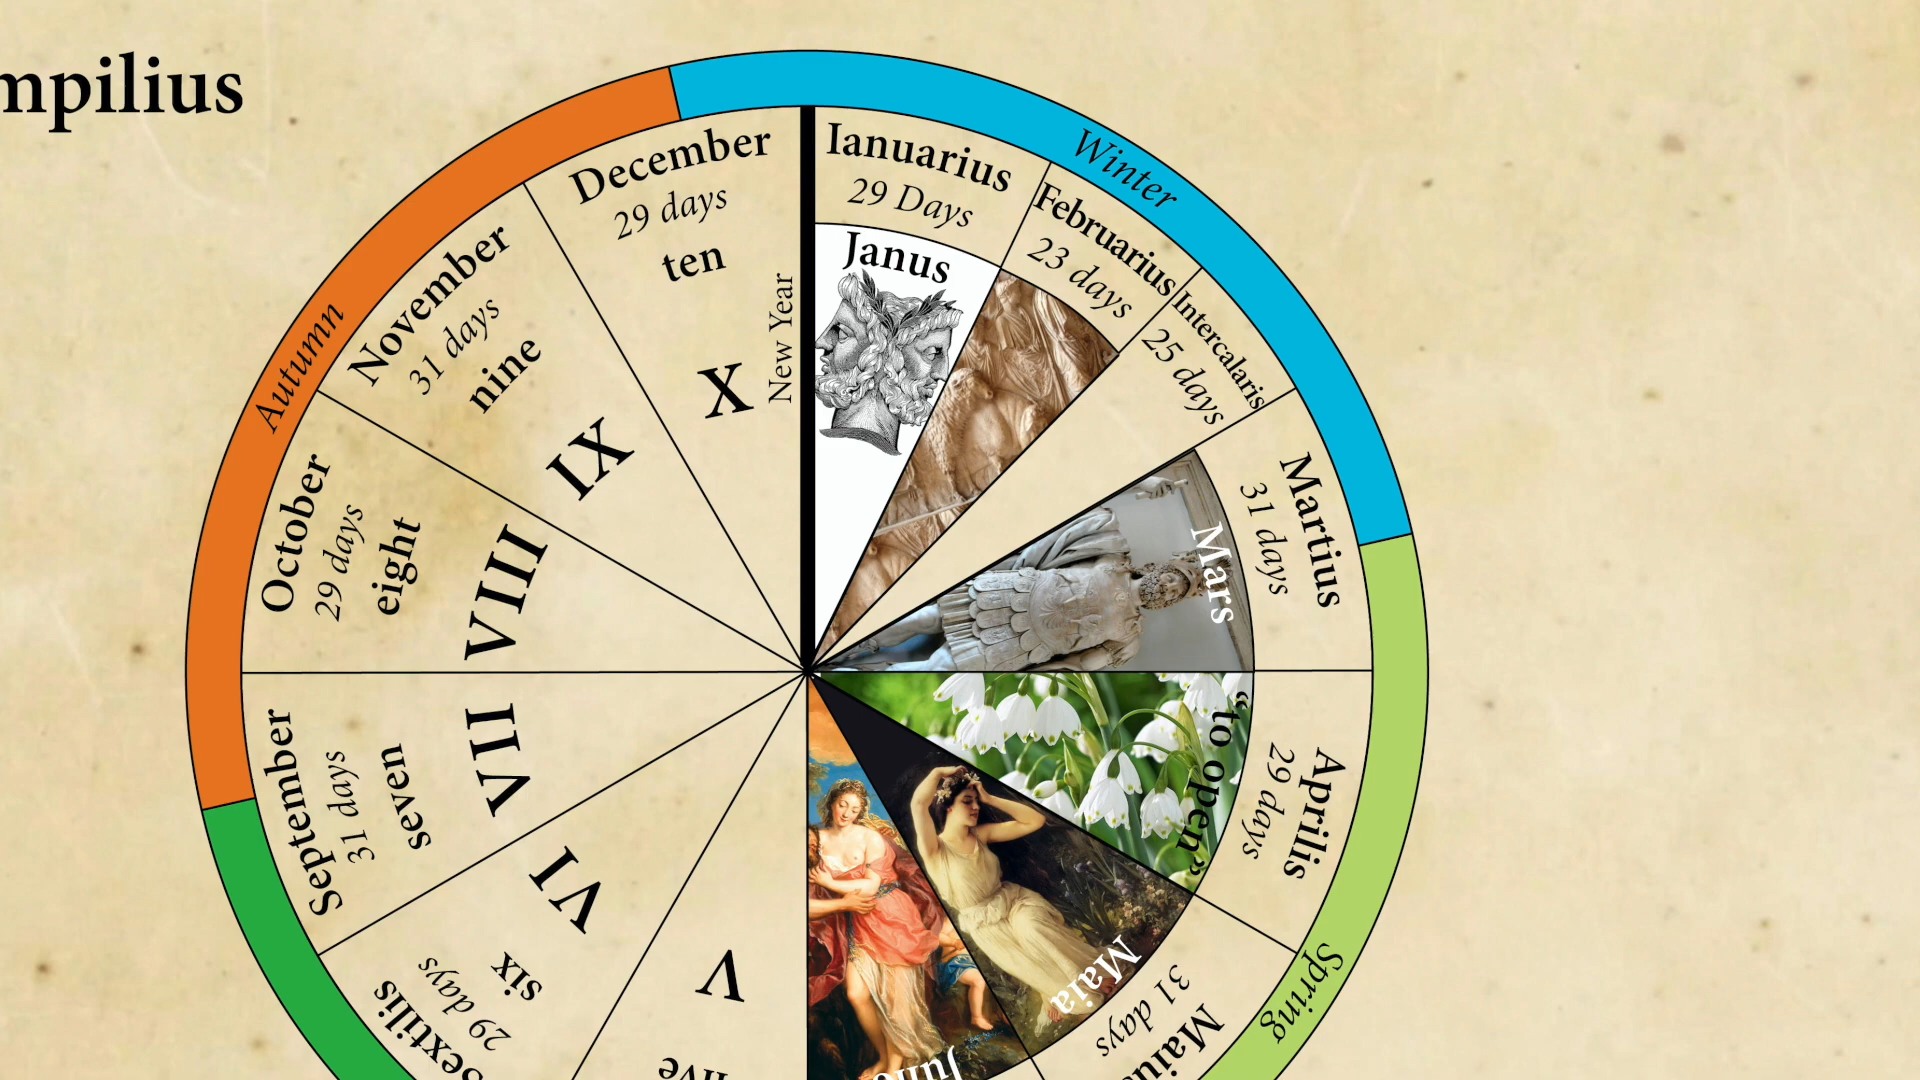 mpilius
Winter
Spring
Autumn
Ianuarius
29 Days
Janus
Februarius
23 days
Intercalaris
25 days
Martius
31 days
Mars
Aprilis
29 days
“to open”
Maius
31 days
Maia
V
Sextilis
29 days
six
VI
September
31 days
seven
VII
October
29 days
eight
VIII
November
31 days
nine
IX
December
29 days
ten
X
New Year